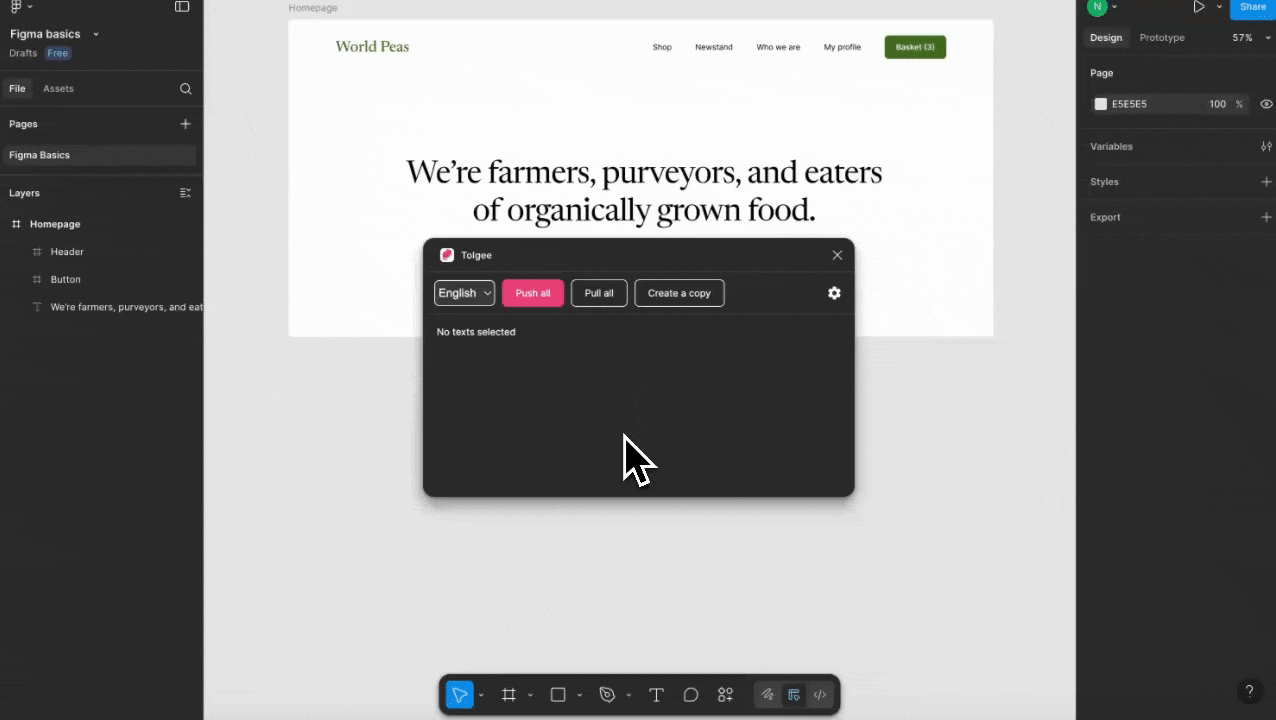 Figma basics
Drafts
Free
File
Assets
Pages
Figma Basics
Layers
Homepage
Header
Button
We're farmers, purveyors, and eat
Homepage
World Peas
Shop
Newstand
Who we are
My profile
Basket (3)
We’re farmers, purveyors, and eaters
of organically grown food.
Tolgee
English
Push all
Pull all
Create a copy
No texts selected
N
Share
Design
Prototype
57%
Page
E5E5E5
100
%
Variables
Styles
Export
?